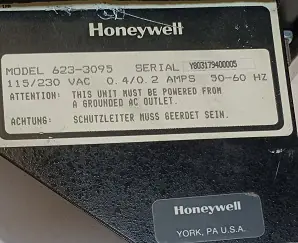 Honeywell
MODEL 623-3095 SERIAL Y803179400005
115/230 VAC 0.4/0.2 AMPS 50-60 HZ
ATTENTION: THIS UNIT MUST BE POWERED FROM
A GROUNDED AC OUTLET.
ACHTUNG: SCHUTZLEITER MUSS GEERDET SEIN.
Honeywell
YORK, PA U.S.A.